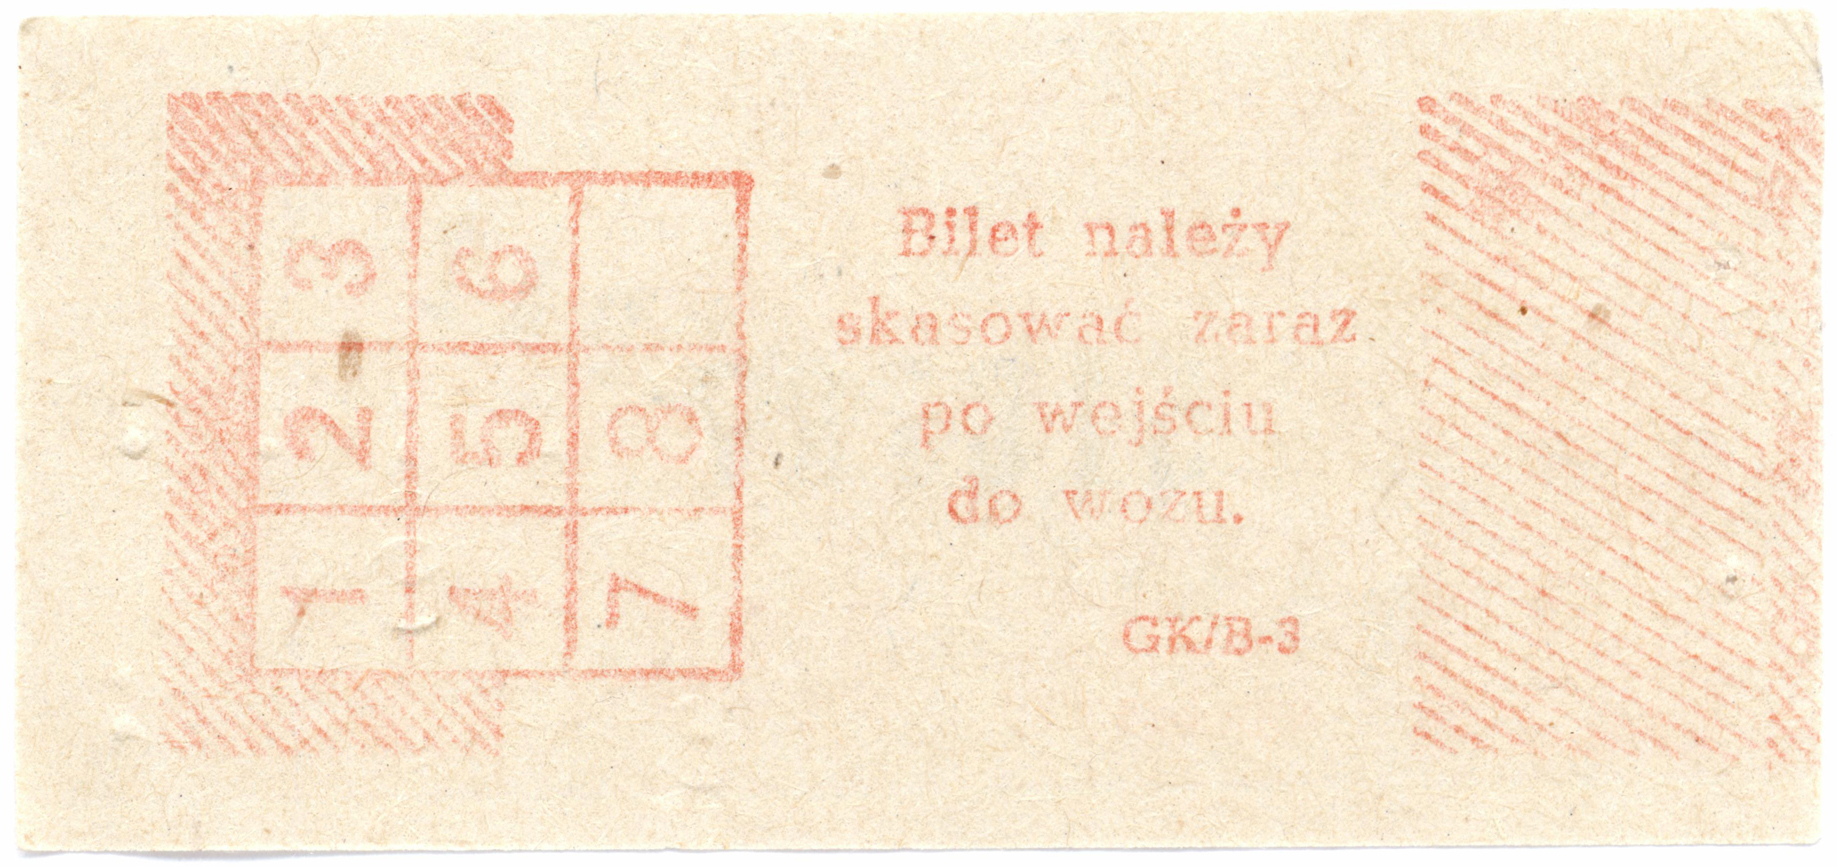 3 6
2 5 8
1 4 7
Bilet należy
skasować zaraz
po wejściu
do wozu.
GK/B-3